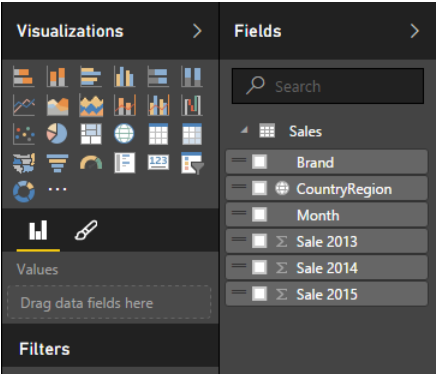 Visualizations >
123
...
Values
Drag data fields here
Filters
Fields >
Search
Sales
Brand
CountryRegion
Month
Σ Sale 2013
Σ Sale 2014
Σ Sale 2015